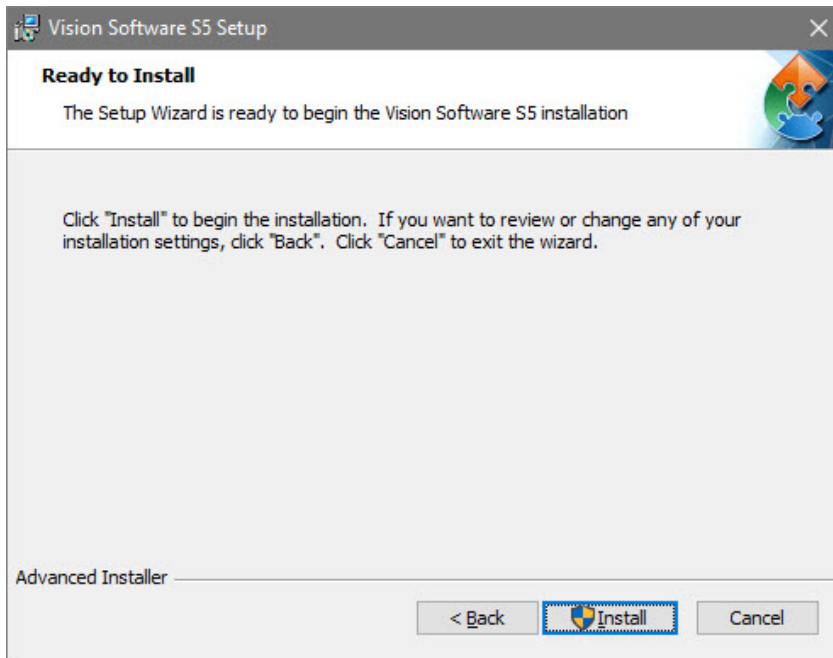 Vision Software S5 Setup
Ready to Install
The Setup Wizard is ready to begin the Vision Software S5 installation
Click "Install" to begin the installation.  If you want to review or change any of your
installation settings, click "Back".  Click "Cancel" to exit the wizard.
Advanced Installer
< Back
Install
Cancel